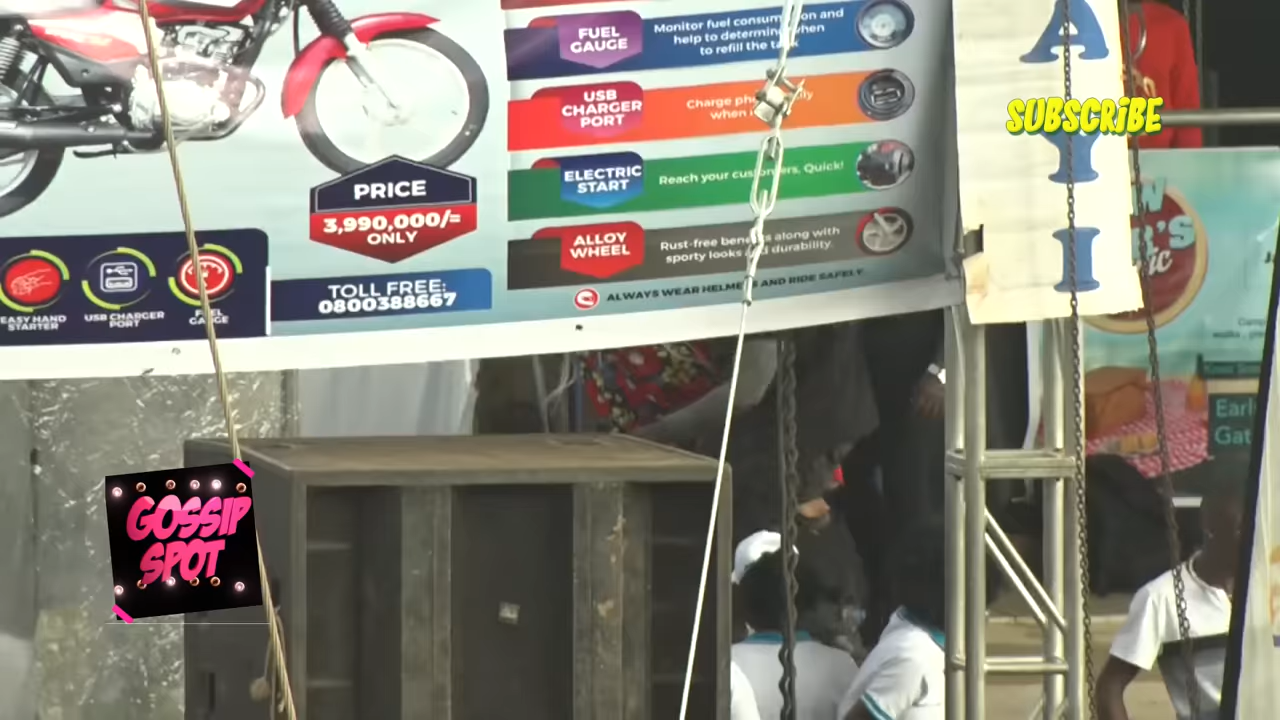 FUEL
GAUGE
Monitor fuel consumption and
help to determine when
to refill the tank
USB
CHARGER
PORT
Charge
when
ELECTRIC
START
Reach your customers, Quick!
ALLOY
WHEEL
Rust-free benefits along with
sporty looks and durability.
ALWAYS WEAR HELMET AND RIDE SAFELY
PRICE
3,990,000/=
ONLY
TOLL FREE:
0800388667
EASY HAND
STARTER
USB CHARGER
PORT
FUEL
GAUGE
A
Y
I
SUBSCRIBE
GOSSIP
SPOT